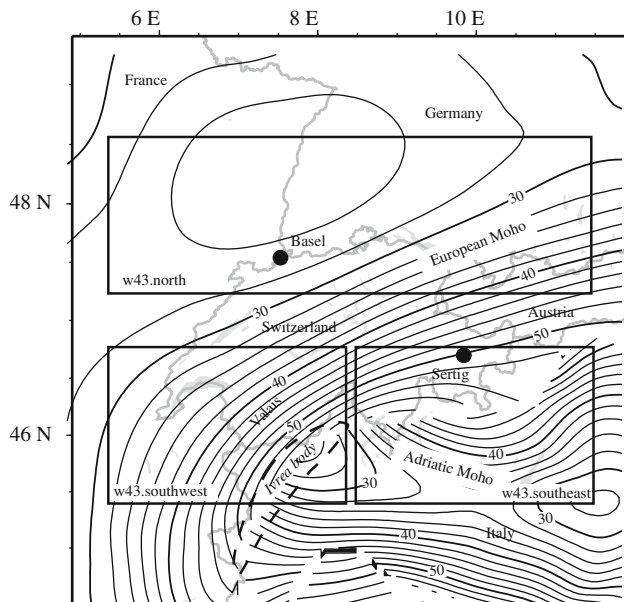 6 E 8 E 10 E
France
Germany
48 N
30
European Moho
Basel
w43.north
40
30
Switzerland
Austria
50
40
Sertig
Valais
50
46 N
40
Ivrea body
Adriatic Moho
30
w43.southwest
w43.southeast
30
40
Italy
50